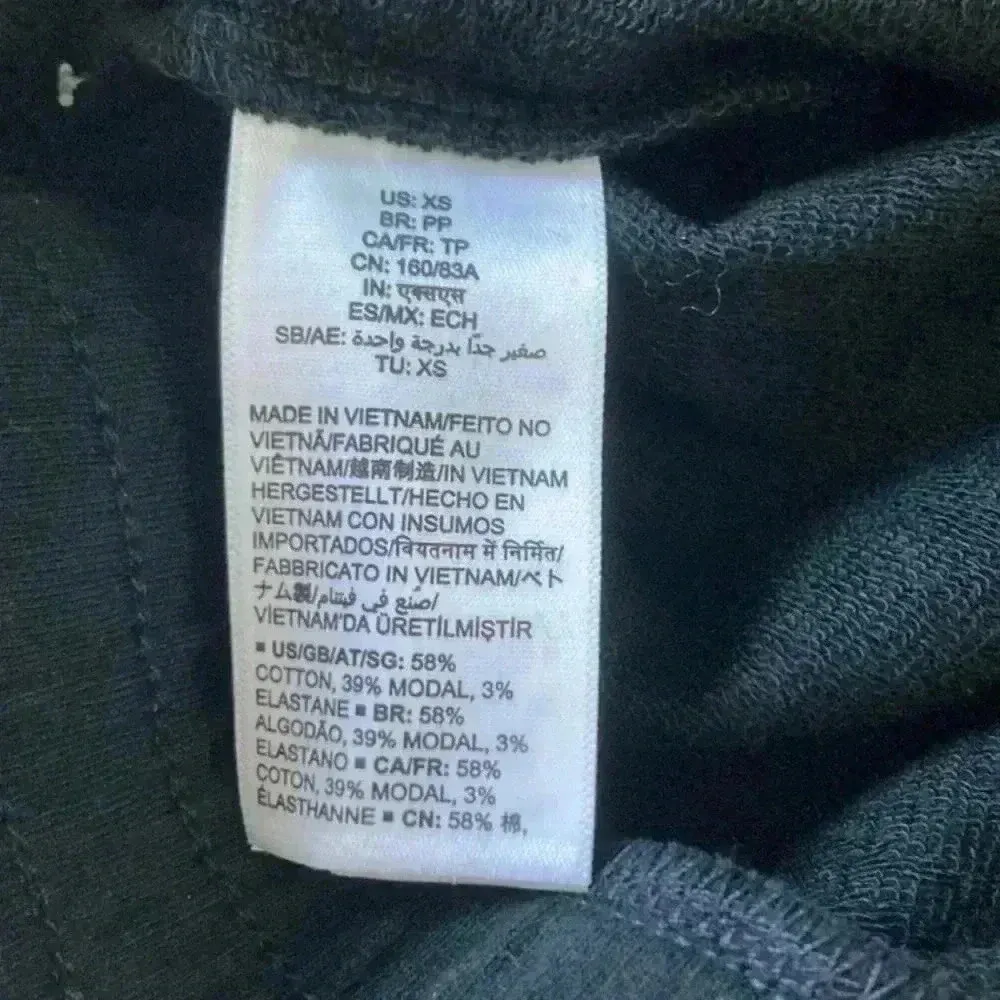 US: XS
BR: PP
CA/FR: TP
CN: 160/83A
IN: एक्सएस
ES/MX: ECH
SB/AE: صغير جدًا بدرجة واحدة
TU: XS
MADE IN VIETNAM/FEITO NO
VIETNÃ/FABRIQUÉ AU
VIÊTNAM/越南制造/IN VIETNAM
HERGESTELLT/HECHO EN
VIETNAM CON INSUMOS
IMPORTADOS/वियतनाम में निर्मित/
FABBRICATO IN VIETNAM/ベト
ナム製/صُنع في فيتنام/
VİETNAM'DA ÜRETİLMİŞTİR
▪ US/GB/AT/SG: 58%
COTTON, 39% MODAL, 3%
ELASTANE ▪ BR: 58%
ALGODÃO, 39% MODAL, 3%
ELASTANO ▪ CA/FR: 58%
COTON, 39% MODAL, 3%
ÉLASTHANNE ▪ CN: 58% 棉,